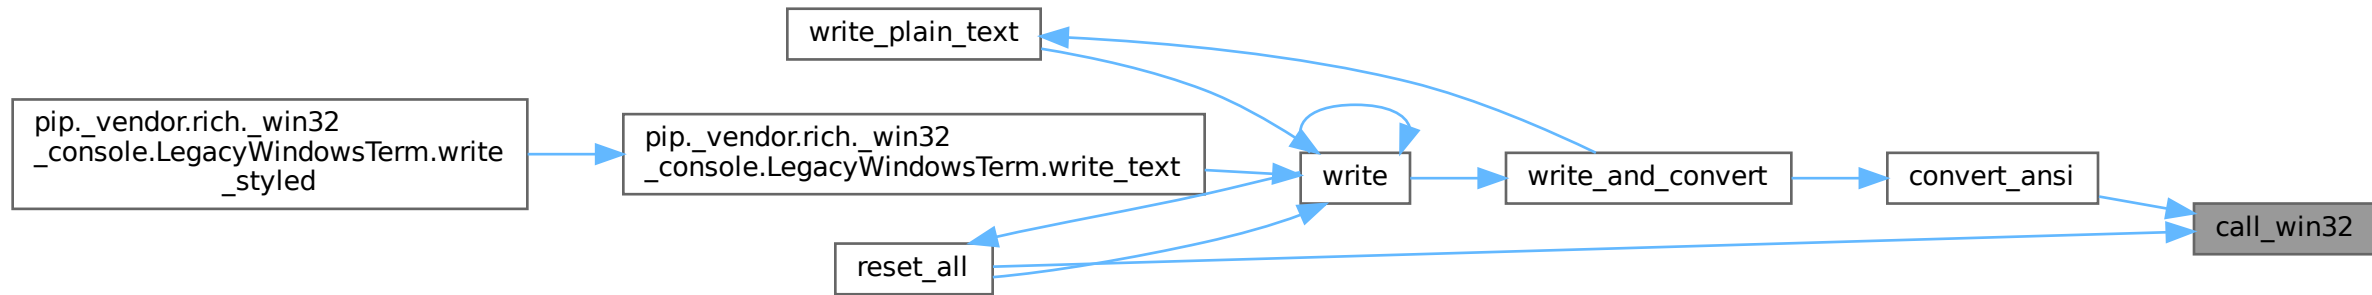 write_plain_text
pip._vendor.rich._win32
_console.LegacyWindowsTerm.write
_styled
pip._vendor.rich._win32
_console.LegacyWindowsTerm.write_text
write
write_and_convert
convert_ansi
call_win32
reset_all